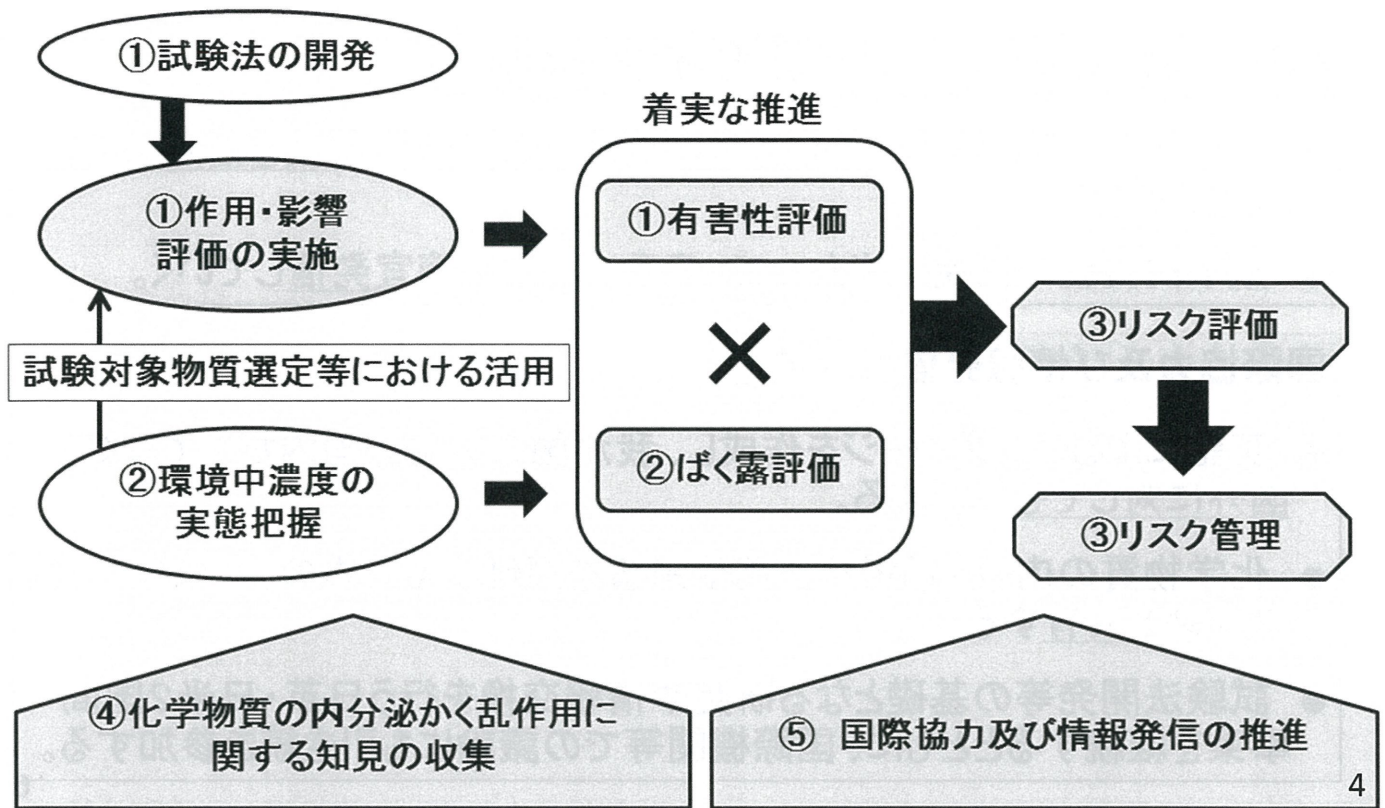 ①試験法の開発
①作用・影響
評価の実施
試験対象物質選定等における活用
②環境中濃度の
実態把握
着実な推進
①有害性評価
×
②ばく露評価
③リスク評価
③リスク管理
④化学物質の内分泌かく乱作用に
関する知見の収集
⑤ 国際協力及び情報発信の推進
4